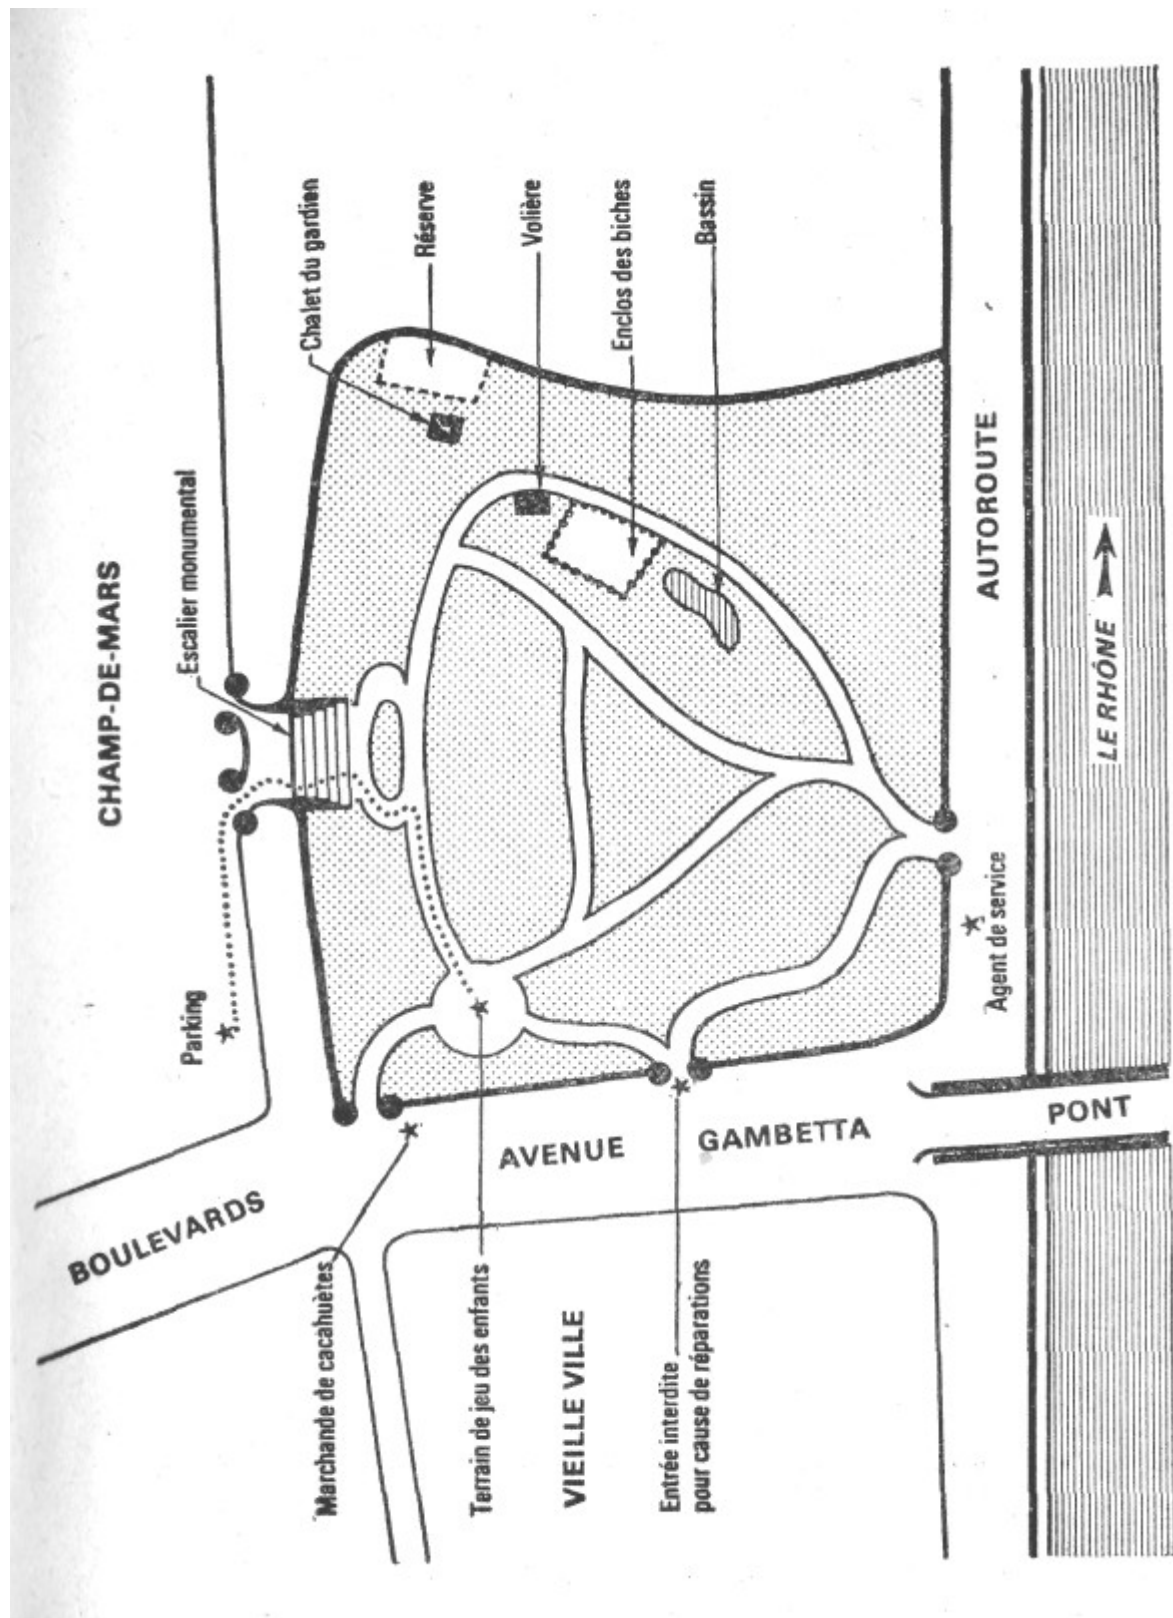 CHAMP-DE-MARS
Escalier monumental
Parking
Chalet du gardien
Réserve
Volière
Enclos des biches
Bassin
BOULEVARDS
Marchande de cacahuètes
Terrain de jeu des enfants
VIEILLE VILLE
Entrée interdite
pour cause de réparations
AVENUE GAMBETTA
PONT
Agent de service
AUTOROUTE
LE RHÔNE